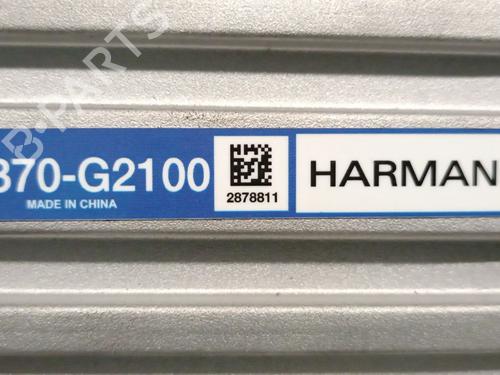 370-G2100
MADE IN CHINA
2878811
HARMAN
B-PARTS